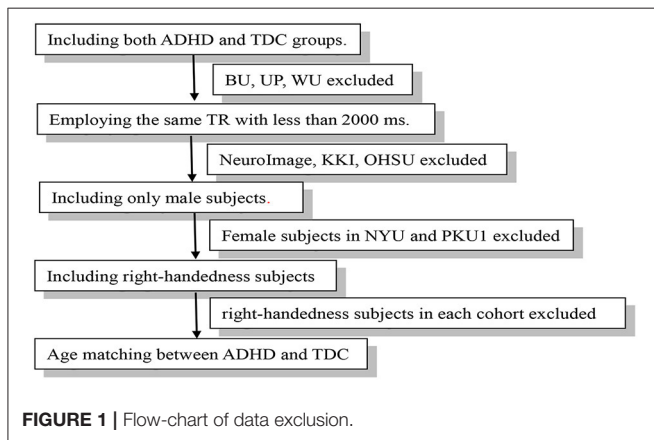 Including both ADHD and TDC groups.
BU, UP, WU excluded
Employing the same TR with less than 2000 ms.
NeuroImage, KKI, OHSU excluded
Including only male subjects.
Female subjects in NYU and PKU1 excluded
Including right-handedness subjects
right-handedness subjects in each cohort excluded
Age matching between ADHD and TDC
FIGURE 1 | Flow-chart of data exclusion.